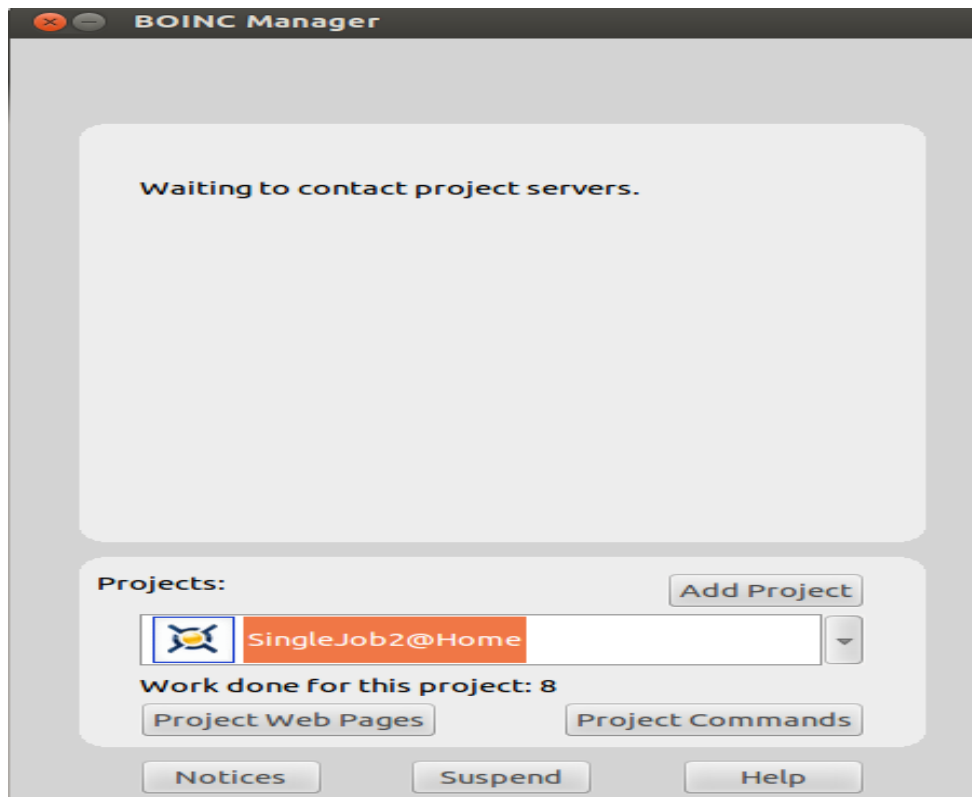 BOINC Manager
Waiting to contact project servers.
Projects:
Add Project
SingleJob2@Home
Work done for this project: 8
Project Web Pages
Project Commands
Notices
Suspend
Help